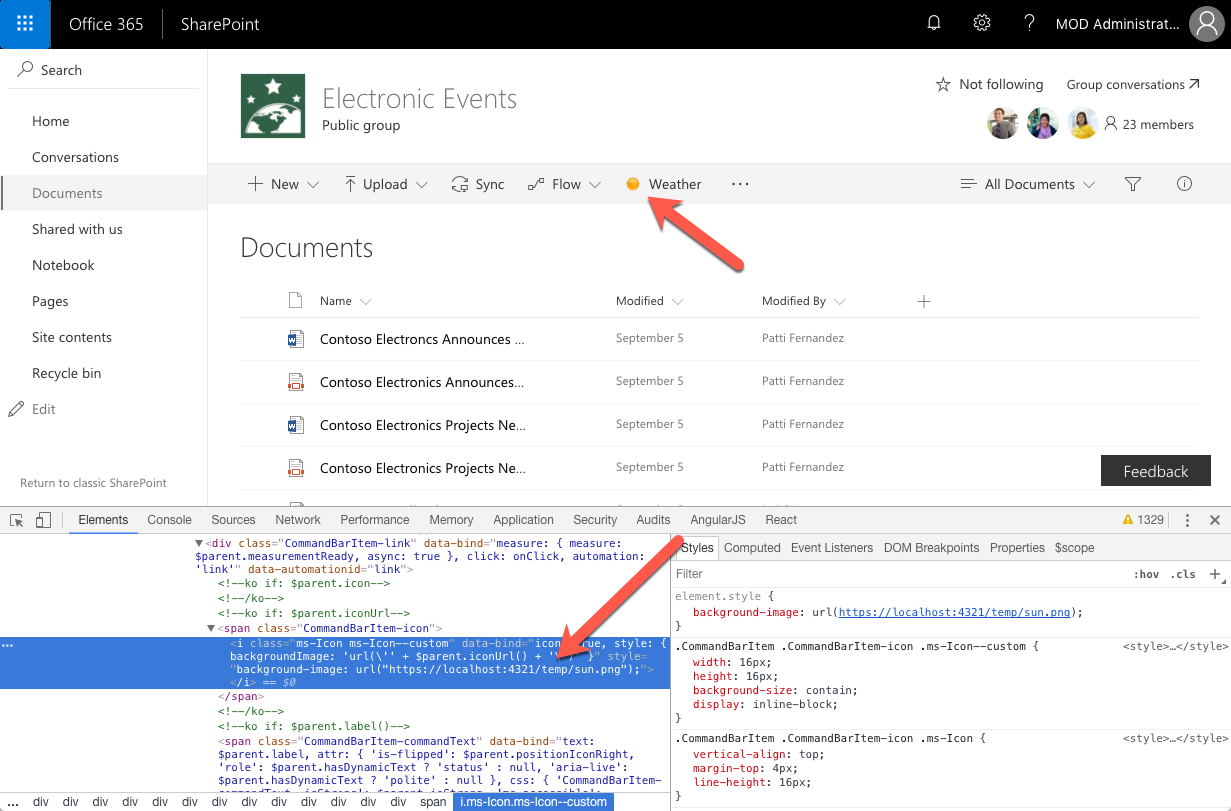 Office 365 SharePoint MOD Administrat...
Search
Home
Conversations
Documents
Shared with us
Notebook
Pages
Site contents
Recycle bin
Edit
Return to classic SharePoint
Electronic Events
Public group
Not following Group conversations
23 members
New Upload Sync Flow Weather ... All Documents
Documents
Name Modified Modified By
Contoso Electroncs Announces ... September 5 Patti Fernandez
Contoso Electronics Announces... September 5 Patti Fernandez
Contoso Electronics Projects Ne... September 5 Patti Fernandez
Contoso Electronics Projects Ne... September 5 Patti Fernandez
Feedback
Elements Console Sources Network Performance Memory Application Security Audits AngularJS React 1329
<div class="CommandBarItem-link" data-bind="measure: { measure:
$parent.measurementReady, async: true }, click: onClick, automation:
'link'" data-automationid="link">
<!--ko if: $parent.icon-->
<!--/ko-->
<!--ko if: $parent.iconUrl-->
<span class="CommandBarItem-icon">
<i class="ms-Icon ms-Icon--custom" data-bind="icon: true, style: {
backgroundImage: 'url(\'' + $parent.iconUrl() + '\')' }" style=
"background-image: url("https://localhost:4321/temp/sun.png");">
</i> == $0
</span>
<!--/ko-->
<!--ko if: $parent.label()-->
<span class="CommandBarItem-commandText" data-bind="text:
$parent.label, attr: { 'is-flipped': $parent.positionIconRight,
'role': $parent.hasDynamicText ? 'status' : null, 'aria-live':
$parent.hasDynamicText ? 'polite' : null }, css: { 'CommandBarItem-
... div div div div div div div div div div div div div span i.ms-Icon.ms-Icon--custom
Styles Computed Event Listeners DOM Breakpoints Properties $scope
Filter :hov .cls +
element.style {
background-image: url(https://localhost:4321/temp/sun.png);
}
.CommandBarItem .CommandBarItem-icon .ms-Icon--custom { <style>…</style>
width: 16px;
height: 16px;
background-size: contain;
display: inline-block;
}
.CommandBarItem .CommandBarItem-icon .ms-Icon { <style>…</style>
vertical-align: top;
margin-top: 4px;
line-height: 16px;
}